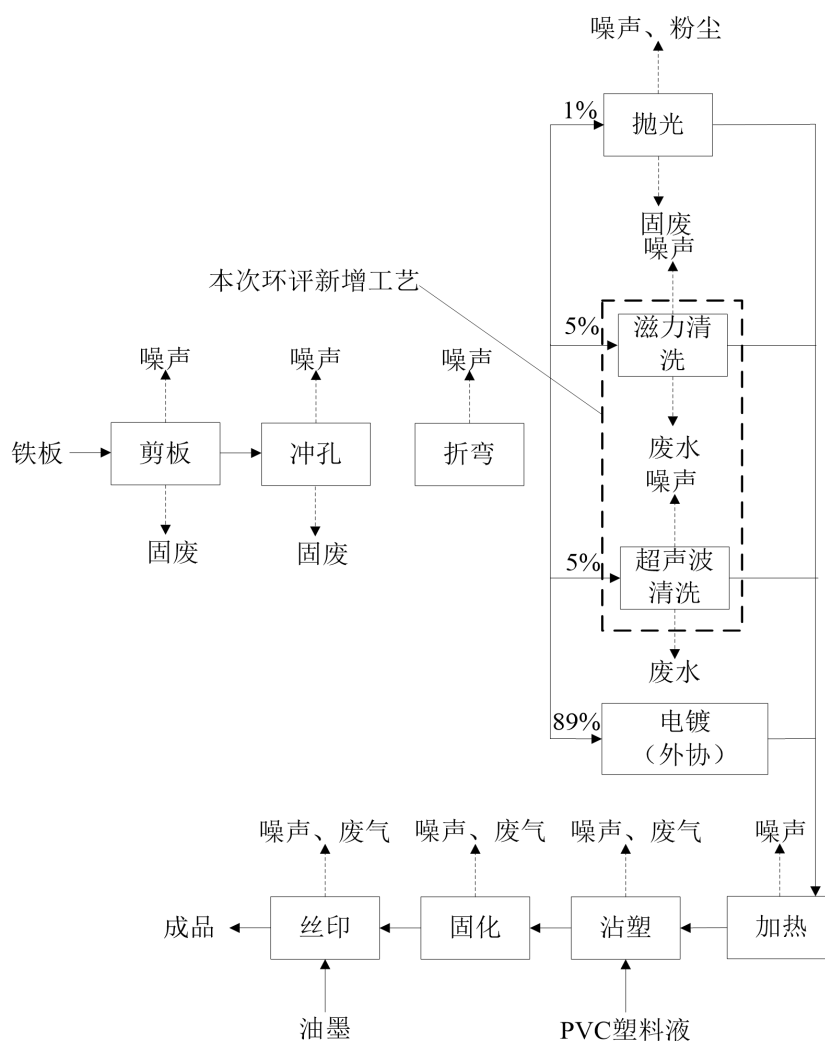 噪声、粉尘
1%
抛光
固废
噪声
本次环评新增工艺
5%
滋力清
洗
噪声
噪声
噪声
废水
铁板
剪板
冲孔
折弯
噪声
固废
固废
5%
超声波
清洗
废水
89%
电镀
（外协）
噪声、废气
噪声、废气
噪声、废气
噪声
成品
丝印
固化
沾塑
加热
油墨
PVC塑料液